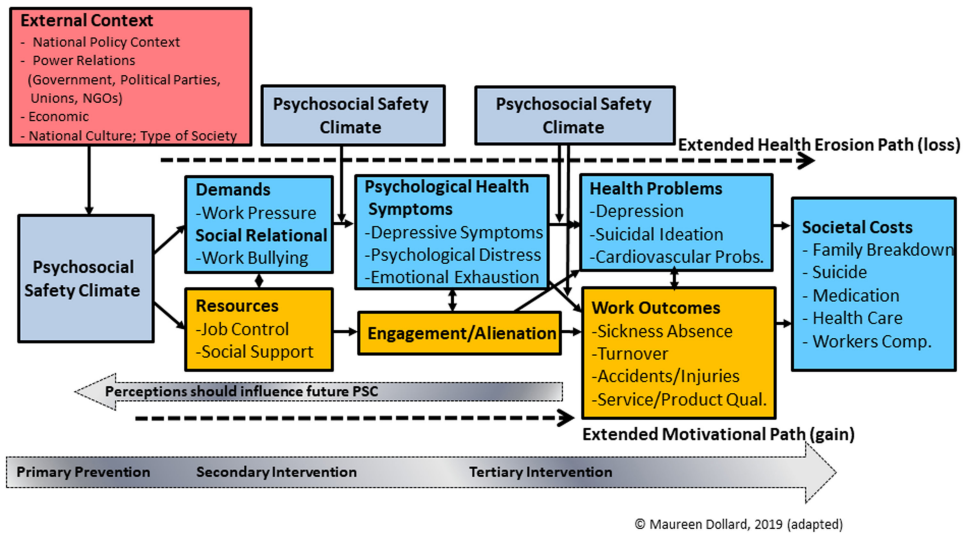 External Context
- National Policy Context
- Power Relations
(Government, Political Parties,
Unions, NGOs)
- Economic
- National Culture; Type of Society
Psychosocial Safety
Climate
Psychosocial Safety
Climate
Extended Health Erosion Path (loss)
Psychosocial
Safety Climate
Demands
-Work Pressure
Social Relational
-Work Bullying
Psychological Health
Symptoms
-Depressive Symptoms
-Psychological Distress
-Emotional Exhaustion
Health Problems
-Depression
-Suicidal Ideation
-Cardiovascular Probs.
Societal Costs
- Family Breakdown
- Suicide
- Medication
- Health Care
- Workers Comp.
Resources
-Job Control
-Social Support
Engagement/Alienation
Work Outcomes
-Sickness Absence
-Turnover
-Accidents/Injuries
-Service/Product Qual.
Perceptions should influence future PSC
Extended Motivational Path (gain)
Primary Prevention
Secondary Intervention
Tertiary Intervention
© Maureen Dollard, 2019 (adapted)